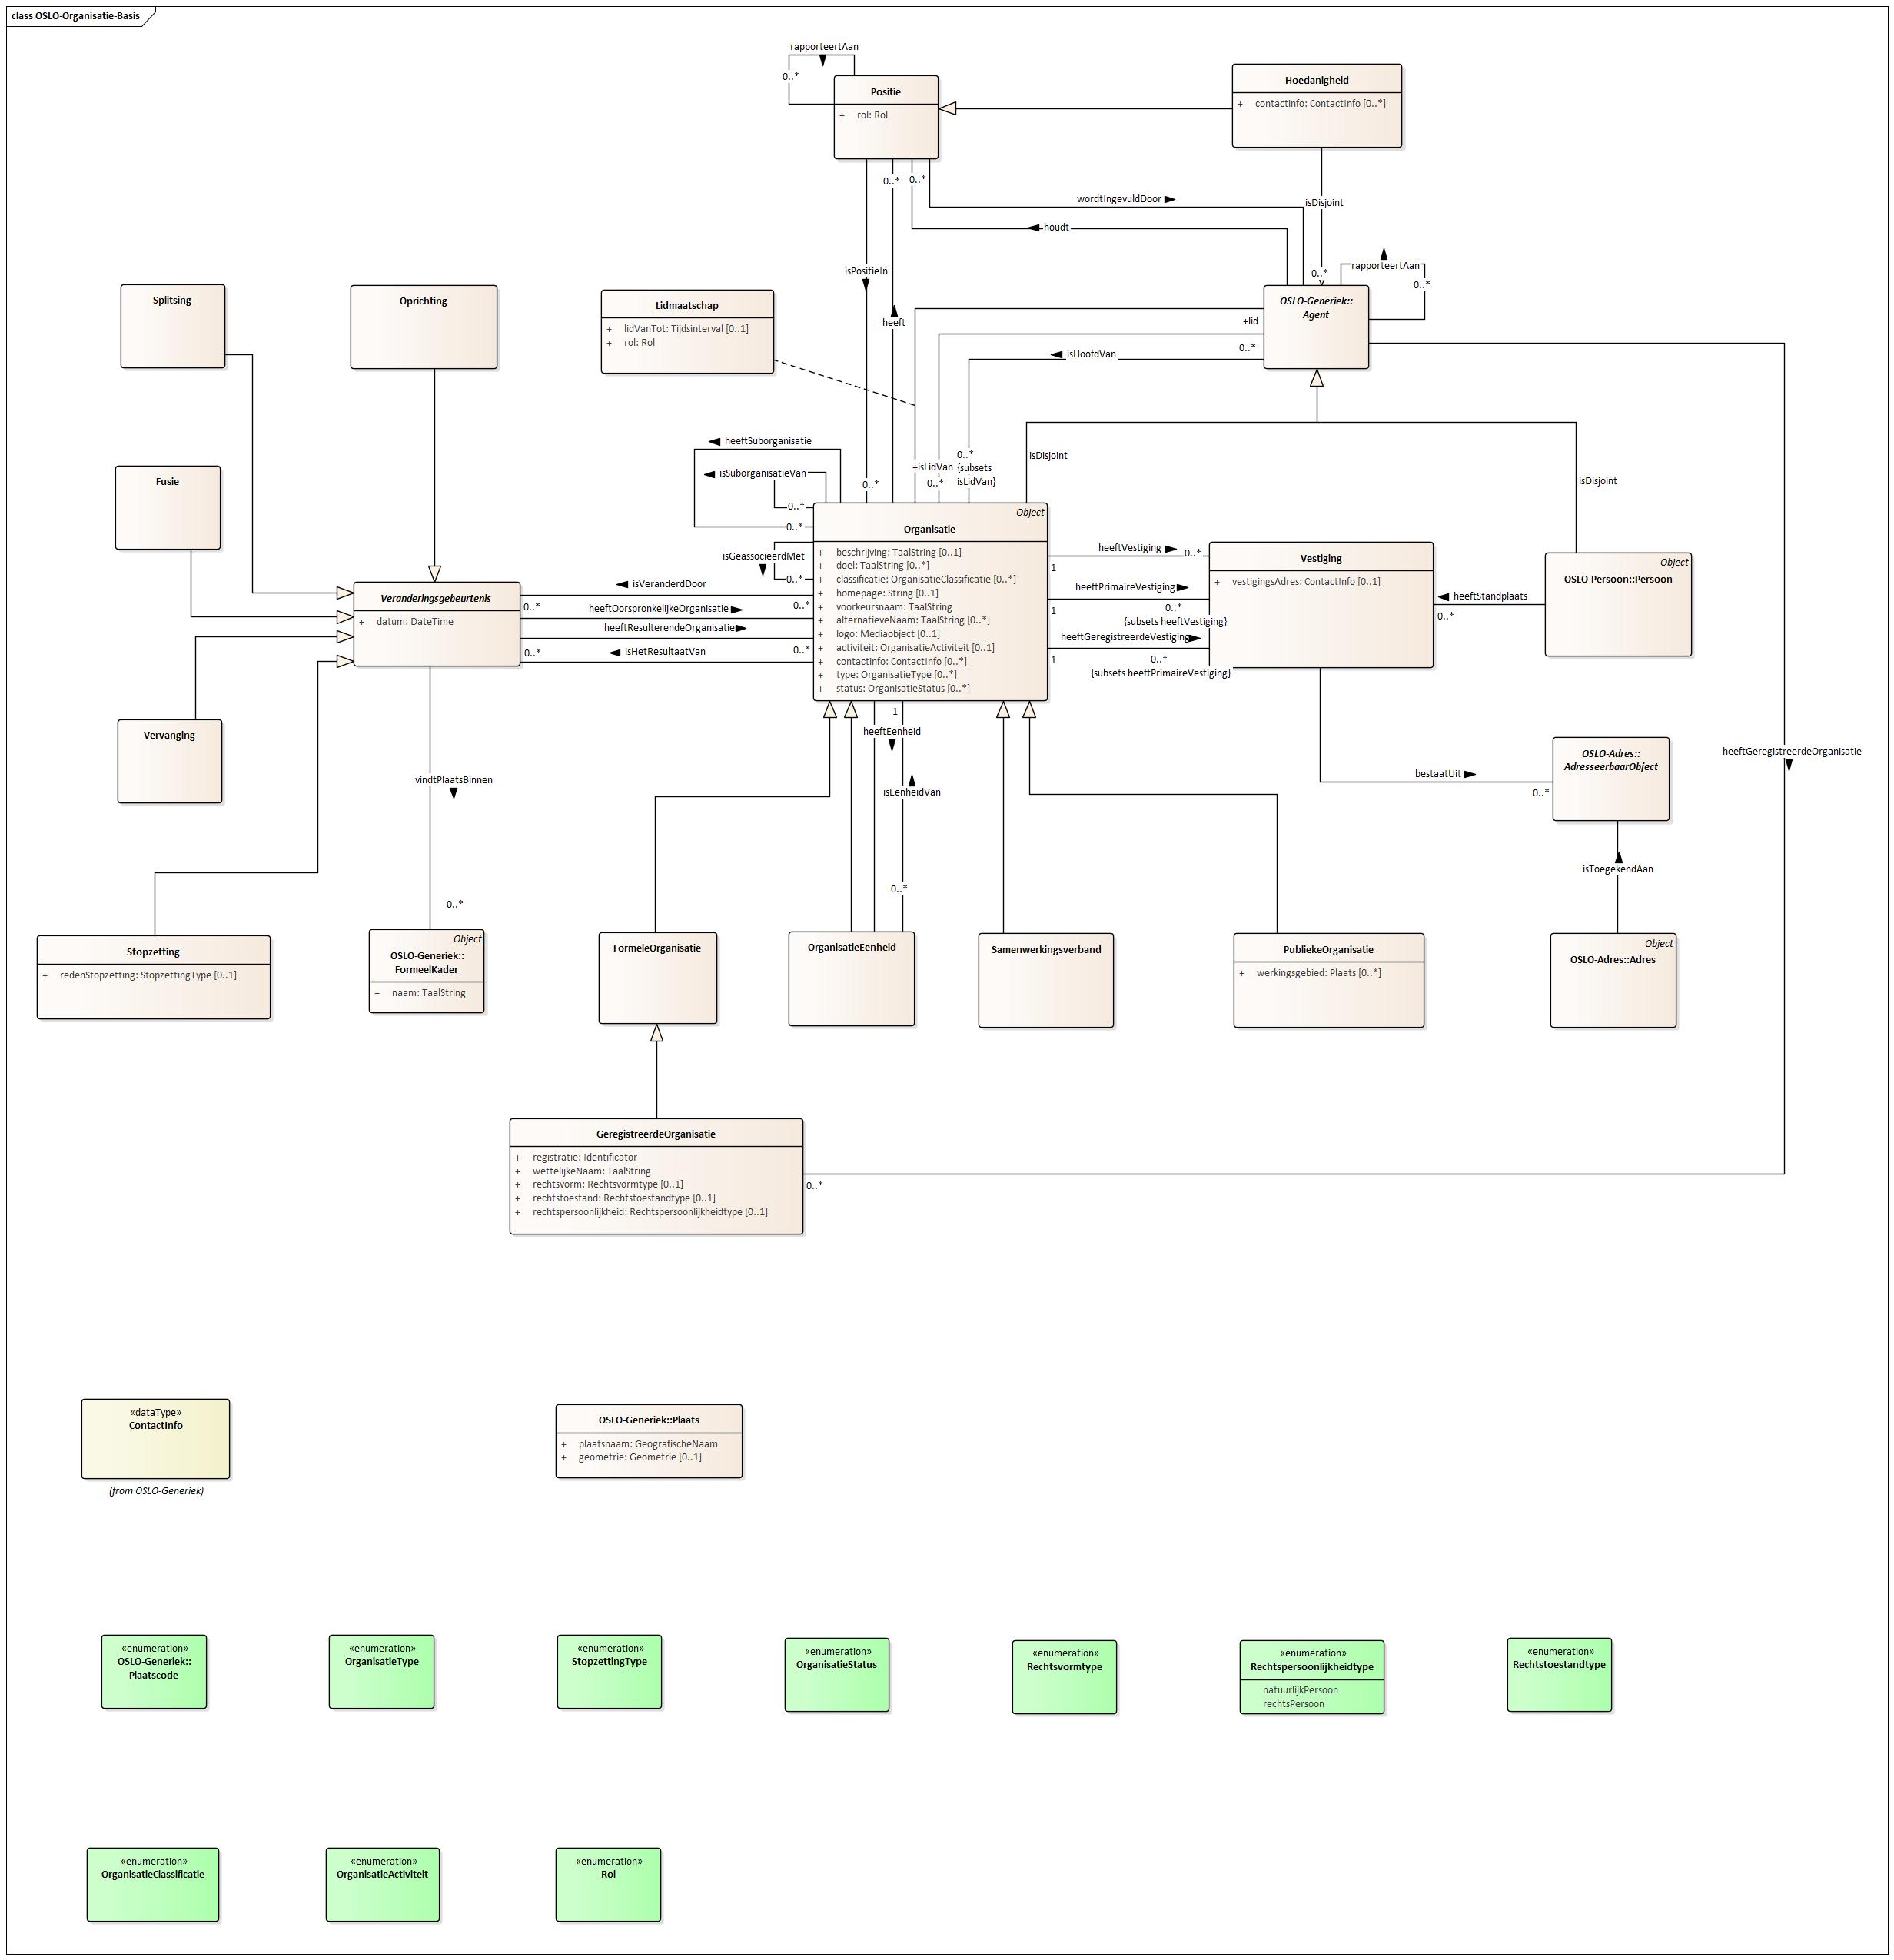 class OSLO-Organisatie-Basis
rapporteertAan
0..*
Positie
+ rol: Rol
Hoedanigheid
+ contactinfo: ContactInfo [0..*]
0..*
0..*
wordtIngevuldDoor
isDisjoint
houdt
isPositieIn
0..*
rapporteertAan
0..*
Splitsing
Oprichting
Lidmaatschap
+ lidVanTot: Tijdsinterval [0..1]
+ rol: Rol
heeft
OSLO-Generiek::
Agent
+lid
0..*
isHoofdVan
heeftSuborganisatie
isSuborganisatieVan
0..*
0..*
0..*
+isLidVan
0..*
0..*
{subsets
isLidVan}
isDisjoint
isDisjoint
Fusie
isGeassocieerdMet
0..*
Object
Organisatie
+ beschrijving: TaalString [0..1]
+ doel: TaalString [0..*]
+ classificatie: OrganisatieClassificatie [0..*]
+ homepage: String [0..1]
+ voorkeursnaam: TaalString
+ alternatieveNaam: TaalString [0..*]
+ logo: Mediaobject [0..1]
+ activiteit: OrganisatieActiviteit [0..1]
+ contactinfo: ContactInfo [0..*]
+ type: OrganisatieType [0..*]
+ status: OrganisatieStatus [0..*]
heeftVestiging
0..*
1
heeftPrimaireVestiging
1
0..*
{subsets heeftVestiging}
heeftGeregistreerdeVestiging
1
0..*
{subsets heeftPrimaireVestiging}
Vestiging
+ vestigingsAdres: ContactInfo [0..1]
heeftStandplaats
0..*
Object
OSLO-Persoon::Persoon
Veranderingsgebeurtenis
+ datum: DateTime
isVeranderdDoor
0..*
0..*
heeftOorspronkelijkeOrganisatie
heeftResulterendeOrganisatie
0..*
0..*
isHetResultaatVan
Vervanging
vindtPlaatsBinnen
0..*
1
heeftEenheid
isEenheidVan
0..*
bestaatUit
0..*
OSLO-Adres::
AdresseerbaarObject
heeftGeregistreerdeOrganisatie
isToegekendAan
Stopzetting
+ redenStopzetting: StopzettingType [0..1]
Object
OSLO-Generiek::
FormeelKader
+ naam: TaalString
FormeleOrganisatie
OrganisatieEenheid
Samenwerkingsverband
PubliekeOrganisatie
+ werkingsgebied: Plaats [0..*]
Object
OSLO-Adres::Adres
GeregistreerdeOrganisatie
+ registratie: Identificator
+ wettelijkeNaam: TaalString
+ rechtsvorm: Rechtsvormtype [0..1]
+ rechtstoestand: Rechtstoestandtype [0..1]
+ rechtspersoonlijkheid: Rechtspersoonlijkheidtype [0..1]
0..*
«dataType»
ContactInfo
(from OSLO-Generiek)
OSLO-Generiek::Plaats
+ plaatsnaam: GeografischeNaam
+ geometrie: Geometrie [0..1]
«enumeration»
OSLO-Generiek::
Plaatscode
«enumeration»
OrganisatieType
«enumeration»
StopzettingType
«enumeration»
OrganisatieStatus
«enumeration»
Rechtsvormtype
«enumeration»
Rechtspersoonlijkheidtype
natuurlijkPersoon
rechtsPersoon
«enumeration»
Rechtstoestandtype
«enumeration»
OrganisatieClassificatie
«enumeration»
OrganisatieActiviteit
«enumeration»
Rol